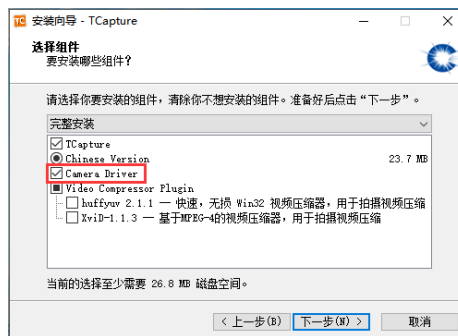 TC 安装向导 - TCapture
选择组件
要安装哪些组件?
请选择你要安装的组件，清除你不想安装的组件。准备好后点击“下一步”。
完整安装
TCapture
Chinese Version 23.7 MB
Camera Driver
Video Compressor Plugin
huffyuv 2.1.1 — 快速，无损 Win32 视频压缩器，用于拍摄视频压缩
XviD-1.1.3 — 基于MPEG-4的视频压缩器，用于拍摄视频压缩
当前的选择至少需要 26.8 MB 磁盘空间。
< 上一步(B) 下一步(N) > 取消